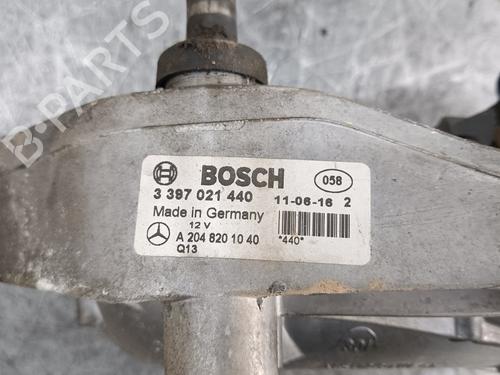 BOSCH
058
3 397 021 440
11-06-16 2
Made in Germany
12 V
A 204 820 10 40
*440*
Q13
B-PARTS